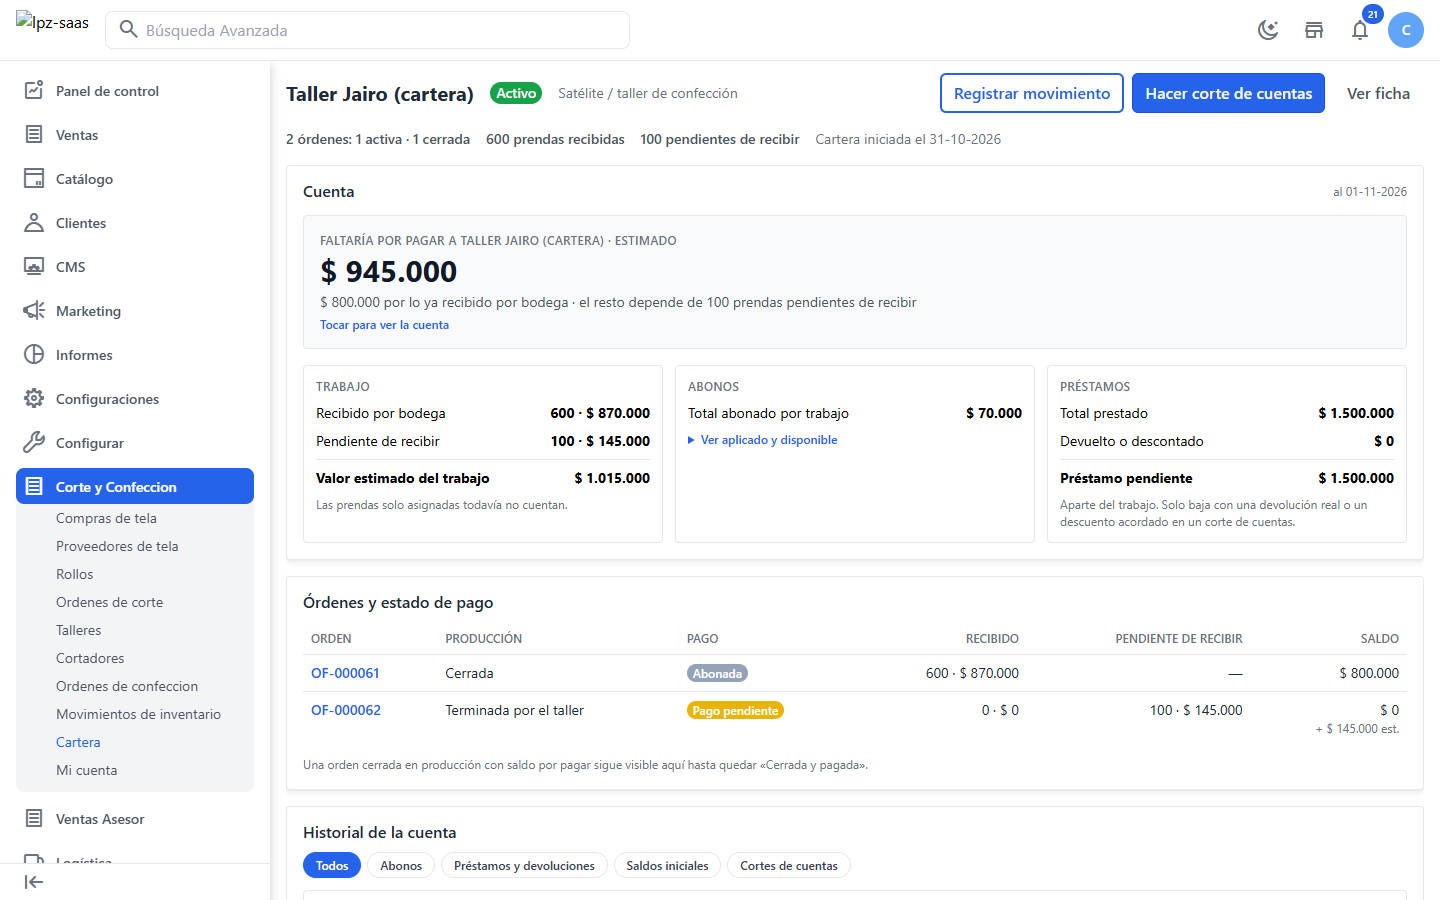 lpz-saas
Búsqueda Avanzada
21
C
Panel de control
Ventas
Catálogo
Clientes
CMS
Marketing
Informes
Configuraciones
Configurar
Corte y Confeccion
Compras de tela
Proveedores de tela
Rollos
Ordenes de corte
Talleres
Cortadores
Ordenes de confeccion
Movimientos de inventario
Cartera
Mi cuenta
Ventas Asesor
Logística
Taller Jairo (cartera) Activo Satélite / taller de confección
Registrar movimiento Hacer corte de cuentas Ver ficha
2 órdenes: 1 activa · 1 cerrada 600 prendas recibidas 100 pendientes de recibir Cartera iniciada el 31-10-2026
Cuenta al 01-11-2026
FALTARÍA POR PAGAR A TALLER JAIRO (CARTERA) · ESTIMADO
$ 945.000
$ 800.000 por lo ya recibido por bodega · el resto depende de 100 prendas pendientes de recibir
Tocar para ver la cuenta
TRABAJO
Recibido por bodega 600 · $ 870.000
Pendiente de recibir 100 · $ 145.000
Valor estimado del trabajo $ 1.015.000
Las prendas solo asignadas todavía no cuentan.
ABONOS
Total abonado por trabajo $ 70.000
Ver aplicado y disponible
PRÉSTAMOS
Total prestado $ 1.500.000
Devuelto o descontado $ 0
Préstamo pendiente $ 1.500.000
Aparte del trabajo. Solo baja con una devolución real o un
descuento acordado en un corte de cuentas.
Órdenes y estado de pago
ORDEN PRODUCCIÓN PAGO RECIBIDO PENDIENTE DE RECIBIR SALDO
OF-000061 Cerrada Abonada 600 · $ 870.000 — $ 800.000
OF-000062 Terminada por el taller Pago pendiente 0 · $ 0 100 · $ 145.000 $ 0
+ $ 145.000 est.
Una orden cerrada en producción con saldo por pagar sigue visible aquí hasta quedar «Cerrada y pagada».
Historial de la cuenta
Todos Abonos Préstamos y devoluciones Saldos iniciales Cortes de cuentas